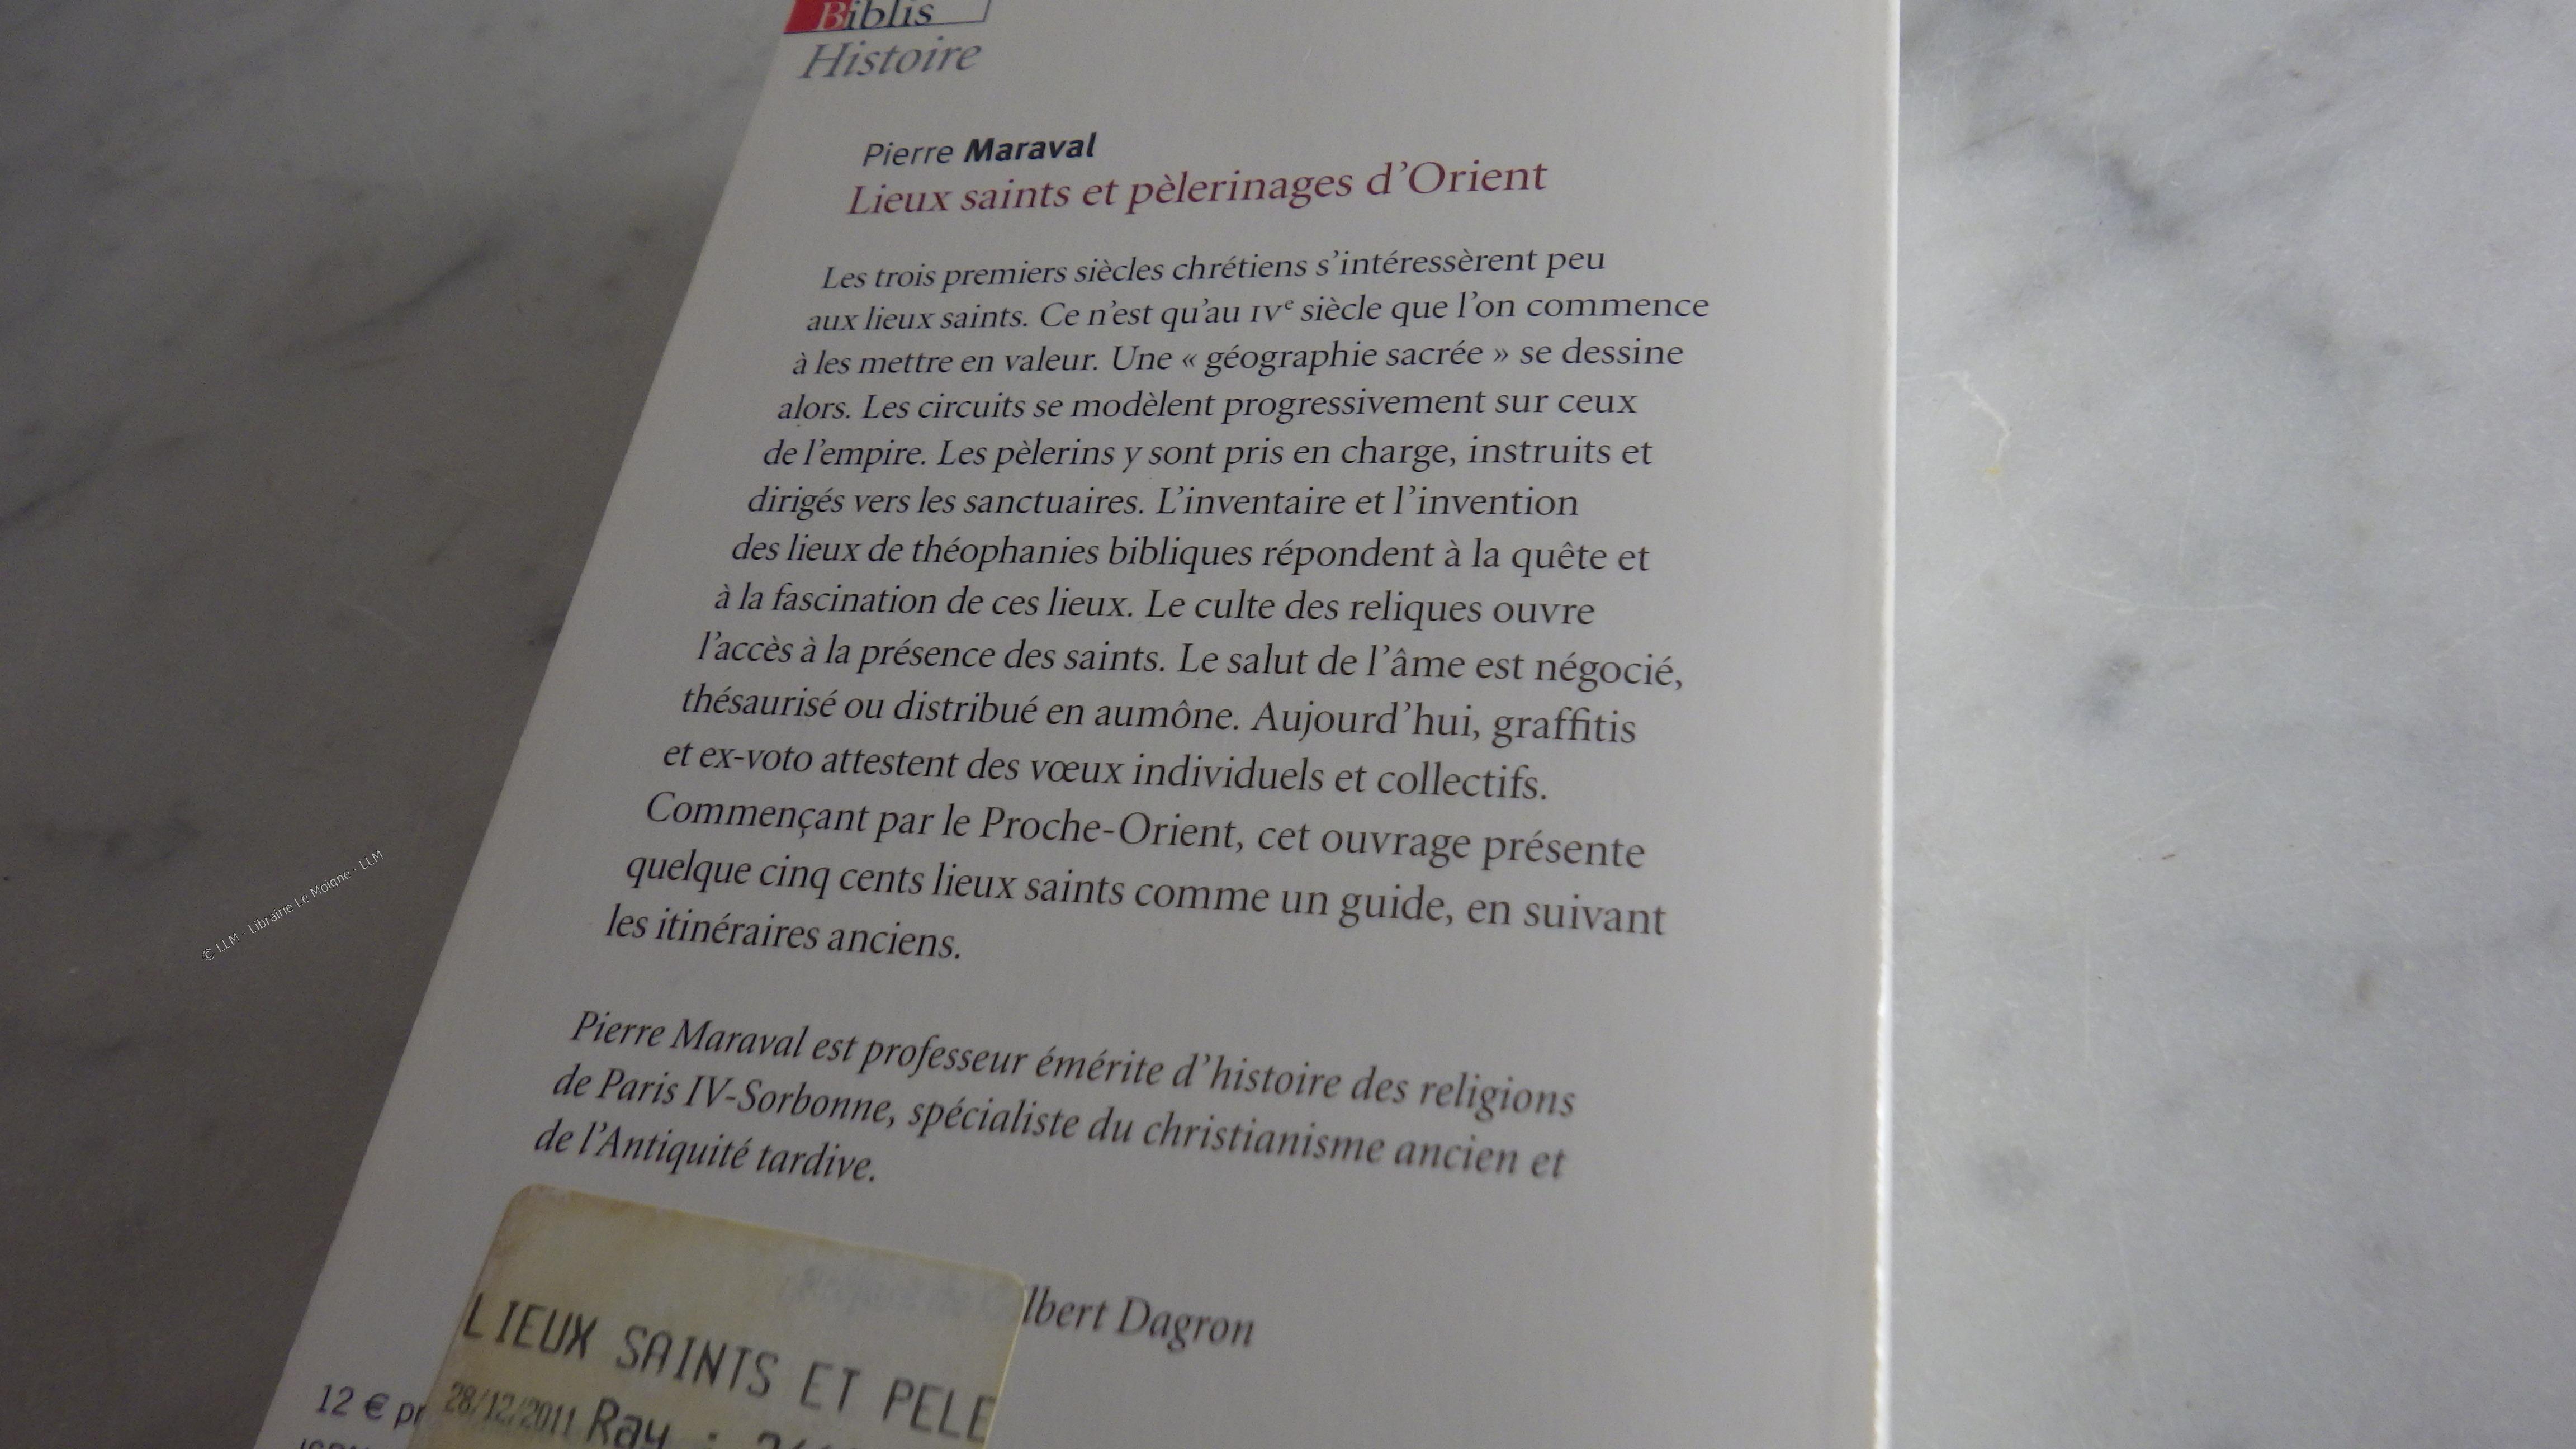 Biblis
Histoire
Pierre Maraval
Lieux saints et pèlerinages d’Orient
Les trois premiers siècles chrétiens s’intéressèrent peu
aux lieux saints. Ce n’est qu’au IVe siècle que l’on commence
à les mettre en valeur. Une « géographie sacrée » se dessine
alors. Les circuits se modèlent progressivement sur ceux
de l’empire. Les pèlerins y sont pris en charge, instruits et
dirigés vers les sanctuaires. L’inventaire et l’invention
des lieux de théophanies bibliques répondent à la quête et
à la fascination de ces lieux. Le culte des reliques ouvre
l’accès à la présence des saints. Le salut de l’âme est négocié,
thésaurisé ou distribué en aumône. Aujourd’hui, graffitis
et ex-voto attestent des vœux individuels et collectifs.
Commençant par le Proche-Orient, cet ouvrage présente
quelque cinq cents lieux saints comme un guide, en suivant
les itinéraires anciens.
Pierre Maraval est professeur émérite d’histoire des religions
de Paris IV-Sorbonne, spécialiste du christianisme ancien et
de l’Antiquité tardive.
lbert Dagron
LIEUX SAINTS ET PELE
28/12/2011 Ray :
12 € pr
© LLM - Librairie Le Moigne - LLM